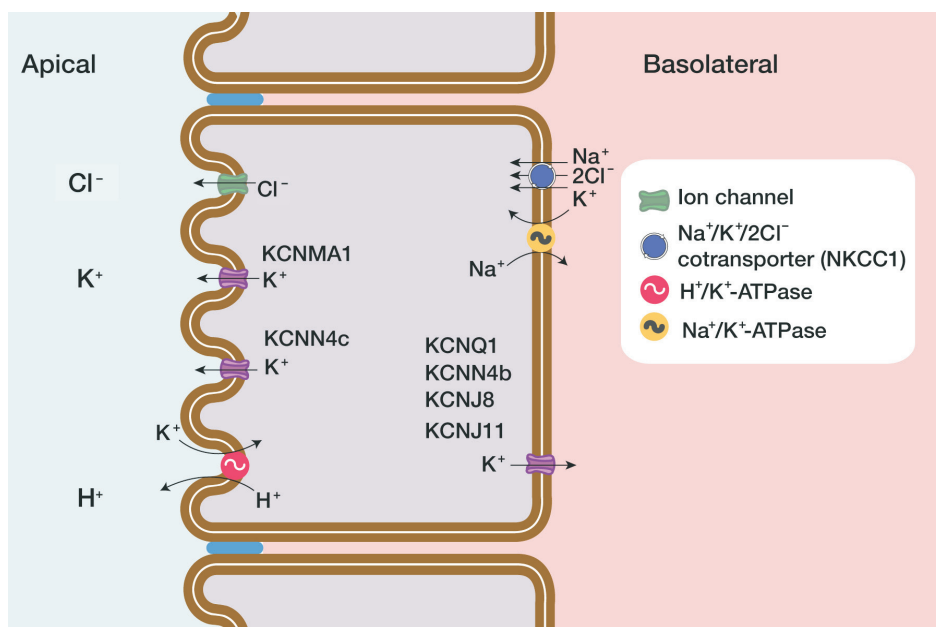 Apical
Basolateral
Cl⁻
Cl⁻
K⁺
KCNMA1
K⁺
KCNN4c
K⁺
K⁺
H⁺
H⁺
Na⁺
2Cl⁻
K⁺
Na⁺
KCNQ1
KCNN4b
KCNJ8
KCNJ11
K⁺
Ion channel
Na⁺/K⁺/2Cl⁻
cotransporter (NKCC1)
H⁺/K⁺-ATPase
Na⁺/K⁺-ATPase